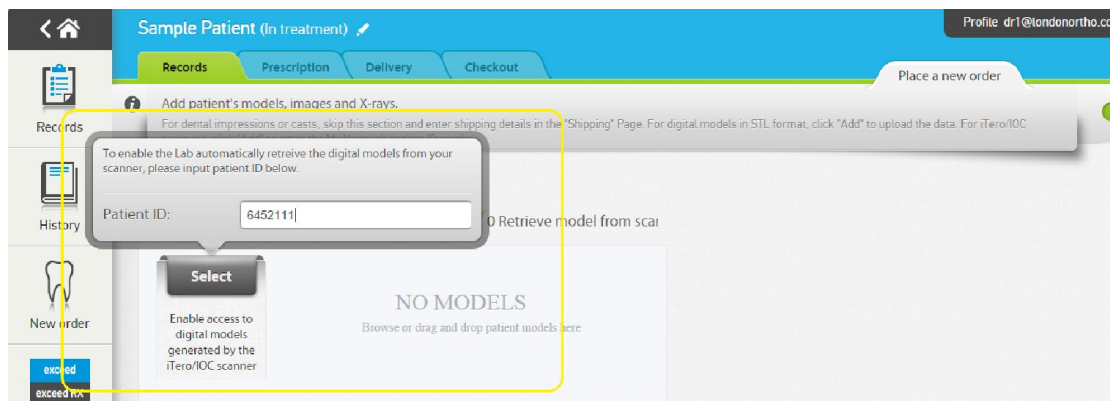 Sample Patient (In treatment)
Profile dr1@londonortho.co
Records
Prescription
Delivery
Checkout
Place a new order
Records
Add patient's models, images and X-rays.
For dental impressions or casts, skip this section and enter shipping details in the "Shipping" Page. For digital models in STL format, click "Add" to upload the data. For iTero/IOC
To enable the Lab automatically retreive the digital models from your
scanner, please input patient ID below.
Patient ID:
6452111
History
0 Retrieve model from scar
Select
Enable access to
digital models
generated by the
iTero/IOC scanner
NO MODELS
Browse or drag and drop patient models here
New order
exceed
exceed RX